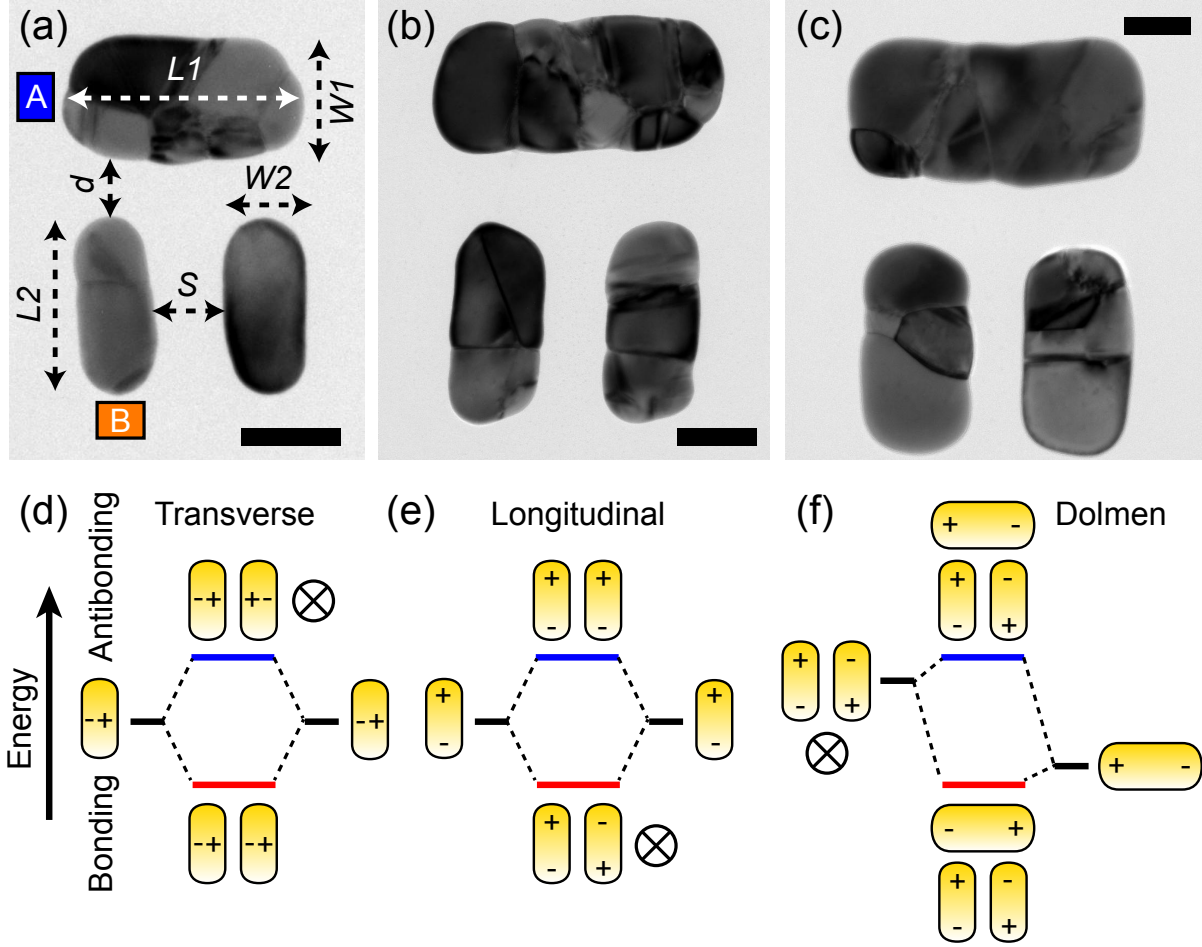 (a)
(b)
(c)
A
L1
W1
d
W2
L2
S
B
(d) Transverse
(e) Longitudinal
(f) Dolmen
Energy
Antibonding
Bonding
-+ +-
+ +
- -
+ -
+ -
- +
-+
-+
+
-
+
-
+ -
- +
+ -
-+ -+
+ -
- +
- +
+ -
- +